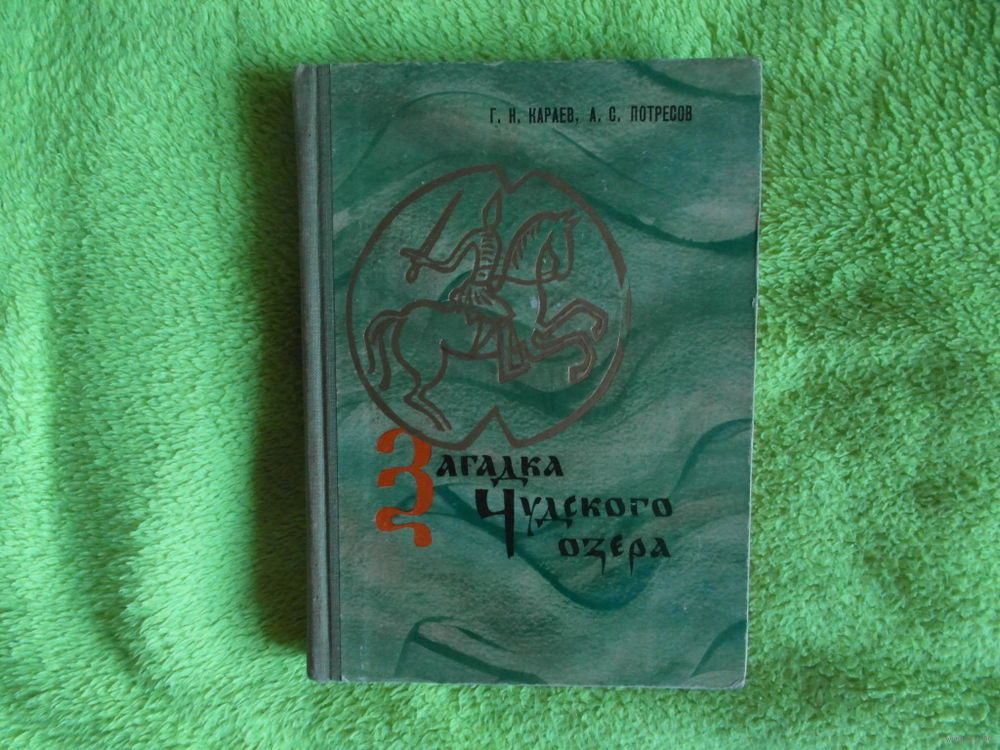 Г. Н. КАРАЕВ, А. С. ПОТРЕСОВ
ЗАГАДКА
ЧУДСКОГО
ОЗЕРА